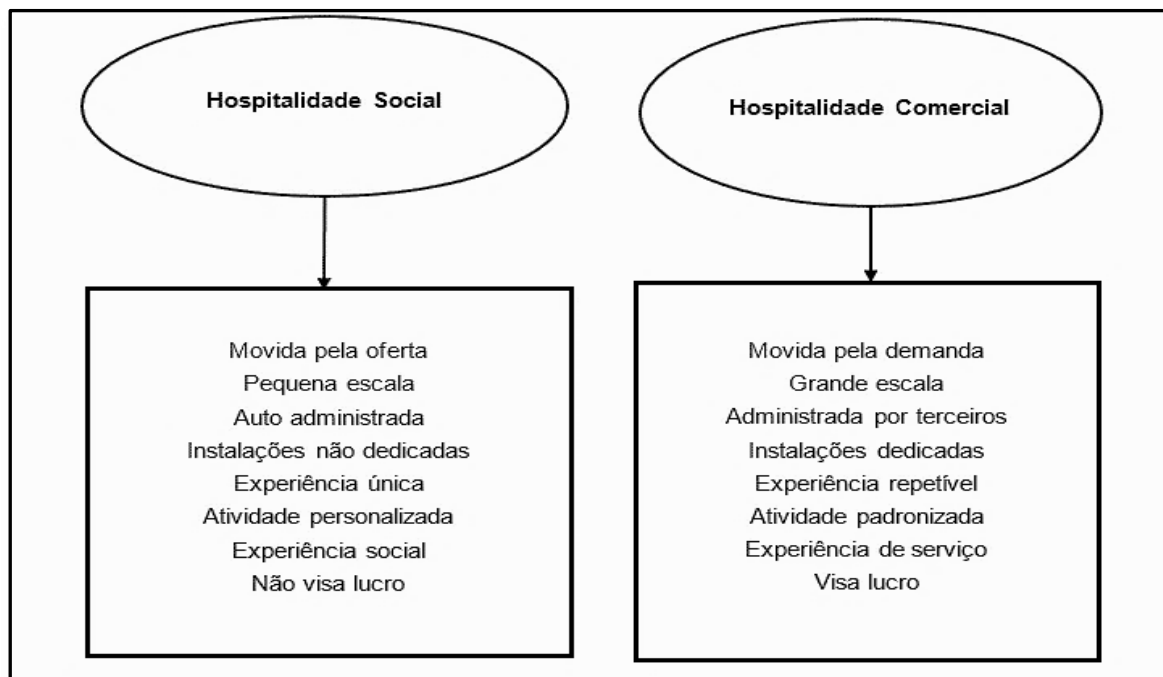 Hospitalidade Social
Movida pela oferta
Pequena escala
Auto administrada
Instalações não dedicadas
Experiência única
Atividade personalizada
Experiência social
Não visa lucro
Hospitalidade Comercial
Movida pela demanda
Grande escala
Administrada por terceiros
Instalações dedicadas
Experiência repetível
Atividade padronizada
Experiência de serviço
Visa lucro